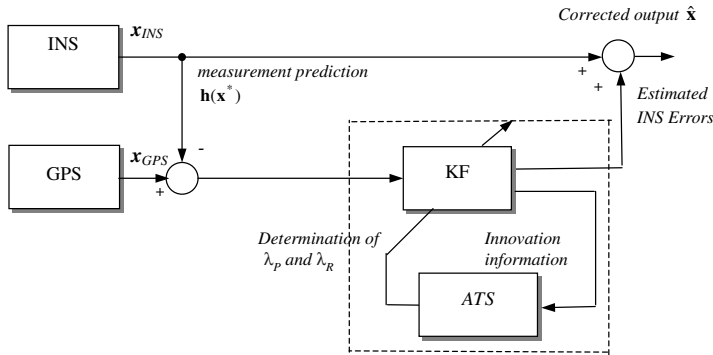 Corrected output x̂
INS
x_INS
+
+
measurement prediction
h(x*)
Estimated
INS Errors
GPS
x_GPS
-
+
KF
Determination of
λ_P and λ_R
Innovation
information
ATS